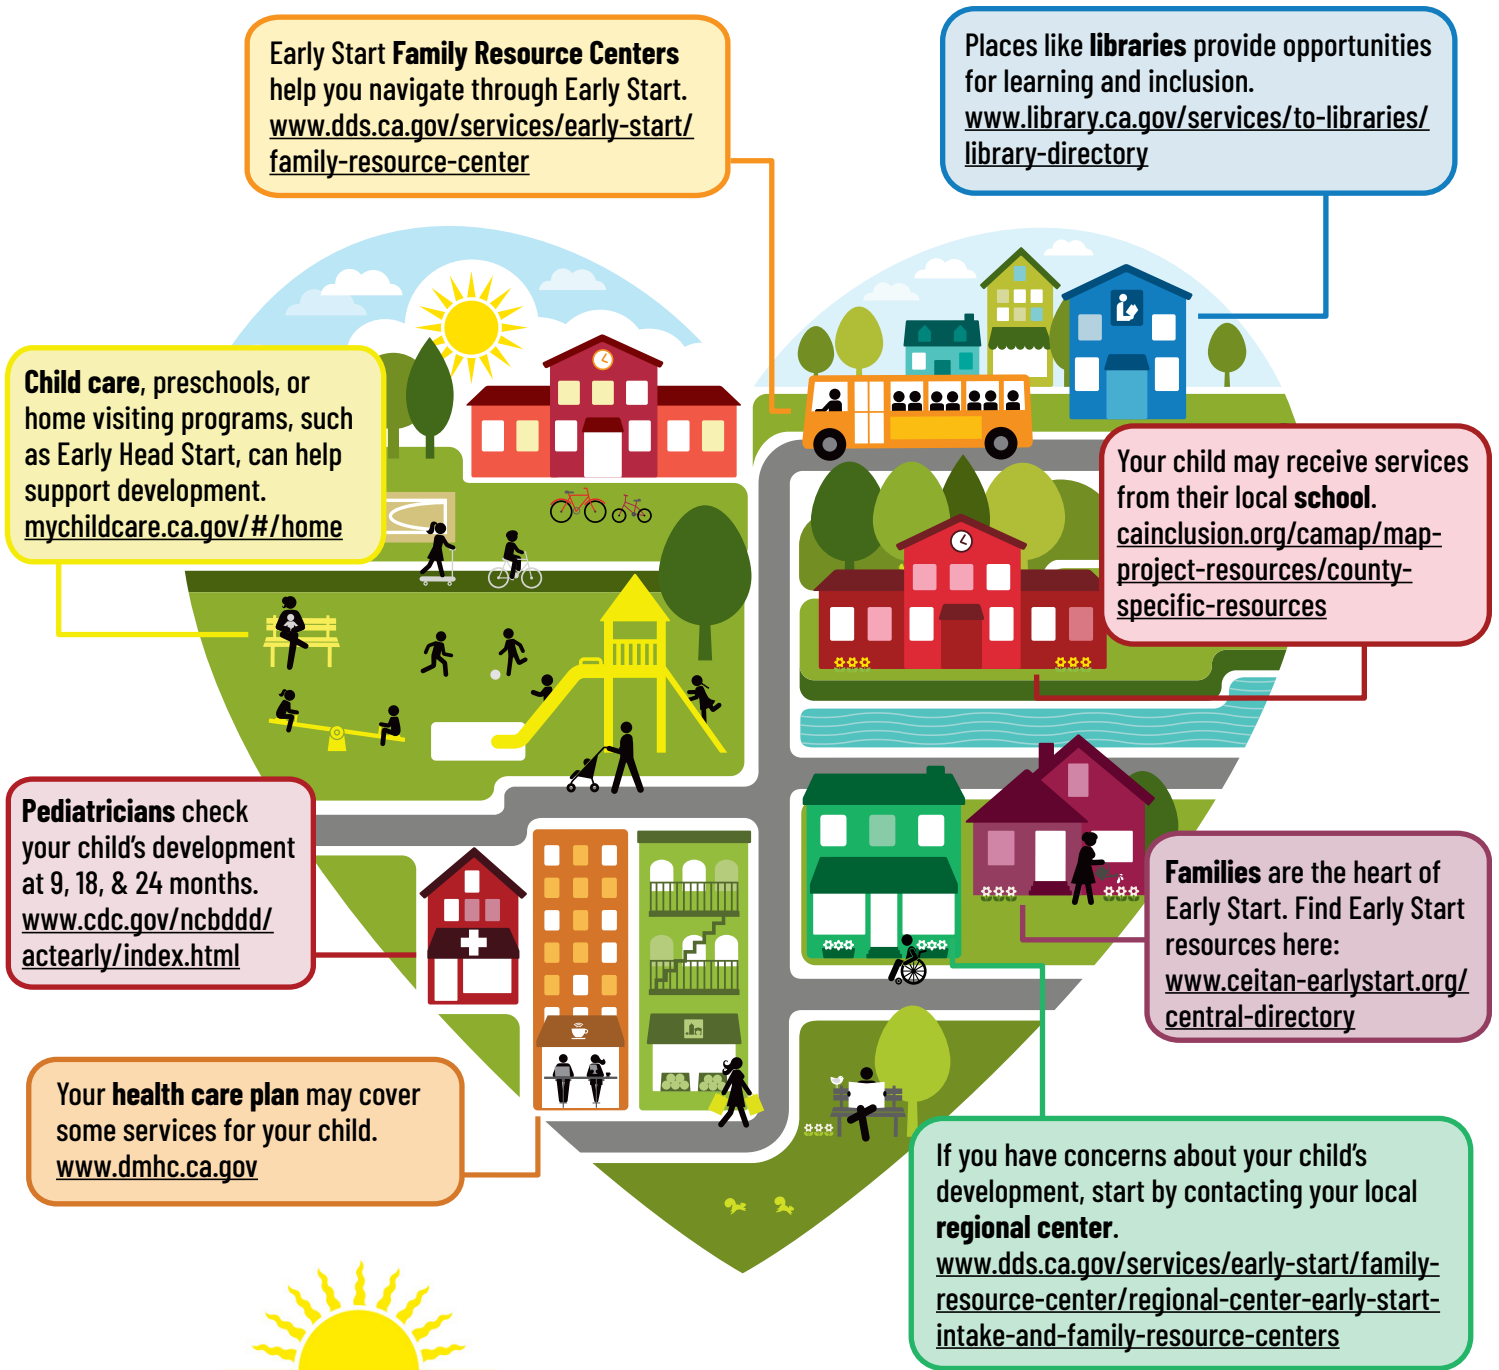 Early Start Family Resource Centers
help you navigate through Early Start.
www.dds.ca.gov/services/early-start/
family-resource-center
Places like libraries provide opportunities
for learning and inclusion.
www.library.ca.gov/services/to-libraries/
library-directory
Child care, preschools, or
home visiting programs, such
as Early Head Start, can help
support development.
mychildcare.ca.gov/#/home
Your child may receive services
from their local school.
cainclusion.org/camap/map-
project-resources/county-
specific-resources
Pediatricians check
your child's development
at 9, 18, & 24 months.
www.cdc.gov/ncbddd/
actearly/index.html
Families are the heart of
Early Start. Find Early Start
resources here:
www.ceitan-earlystart.org/
central-directory
Your health care plan may cover
some services for your child.
www.dmhc.ca.gov
If you have concerns about your child's
development, start by contacting your local
regional center.
www.dds.ca.gov/services/early-start/family-
resource-center/regional-center-early-start-
intake-and-family-resource-centers